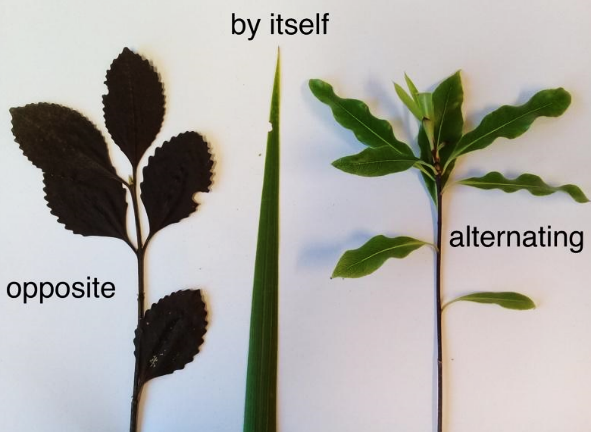 by itself
alternating
opposite